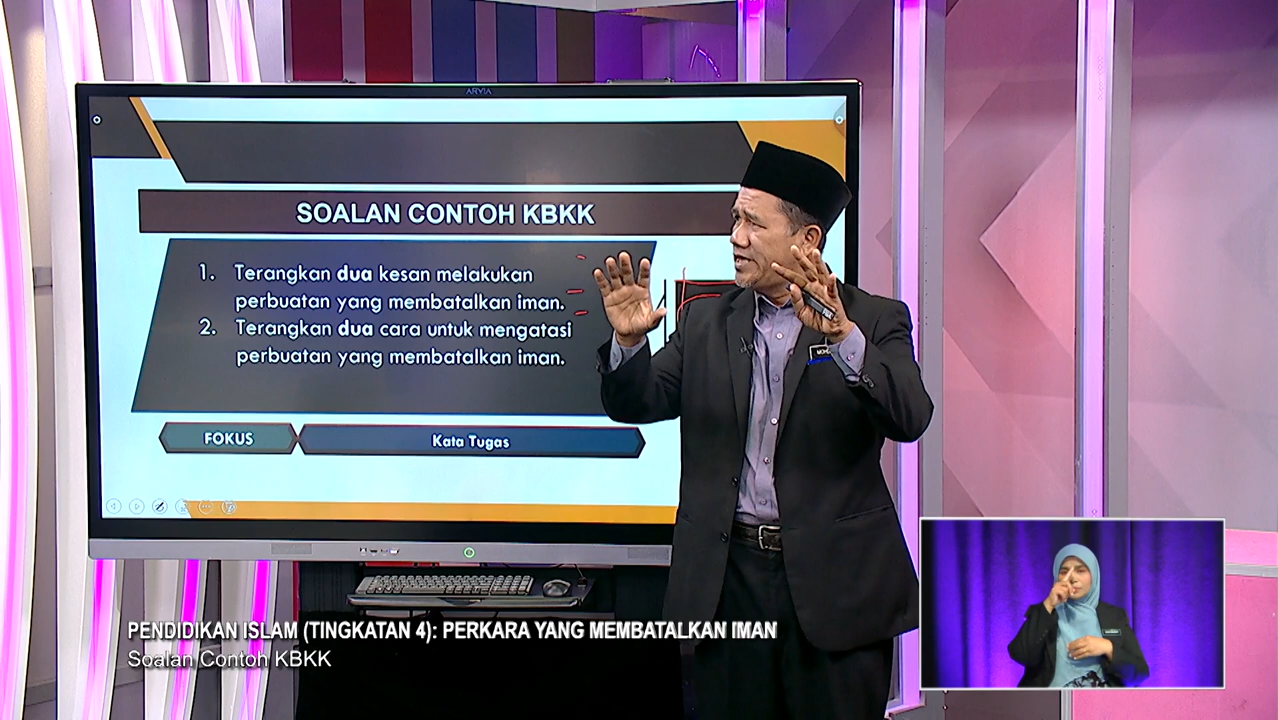 ARVIA
SOALAN CONTOH KBKK
1. Terangkan dua kesan melakukan
perbuatan yang membatalkan iman.
2. Terangkan dua cara untuk mengatasi
perbuatan yang membatalkan iman.
FOKUS
Kata Tugas
PENDIDIKAN ISLAM (TINGKATAN 4): PERKARA YANG MEMBATALKAN IMAN
Soalan Contoh KBKK